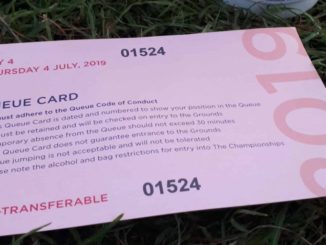 Y 4
01524
URSDAY 4 JULY, 2019
2019
UEUE CARD
ust adhere to the Queue Code of Conduct
s Queue Card is dated and numbered to show your position in the Queue
ust be retained and will be checked on entry to the Grounds
mporary absence from the Queue should not exceed 30 minutes
s Queue Card does not guarantee entrance to the Grounds
ue jumping is not acceptable and will not be tolerated
ase note the alcohol and bag restrictions for entry into The Championships
01524
-TRANSFERABLE